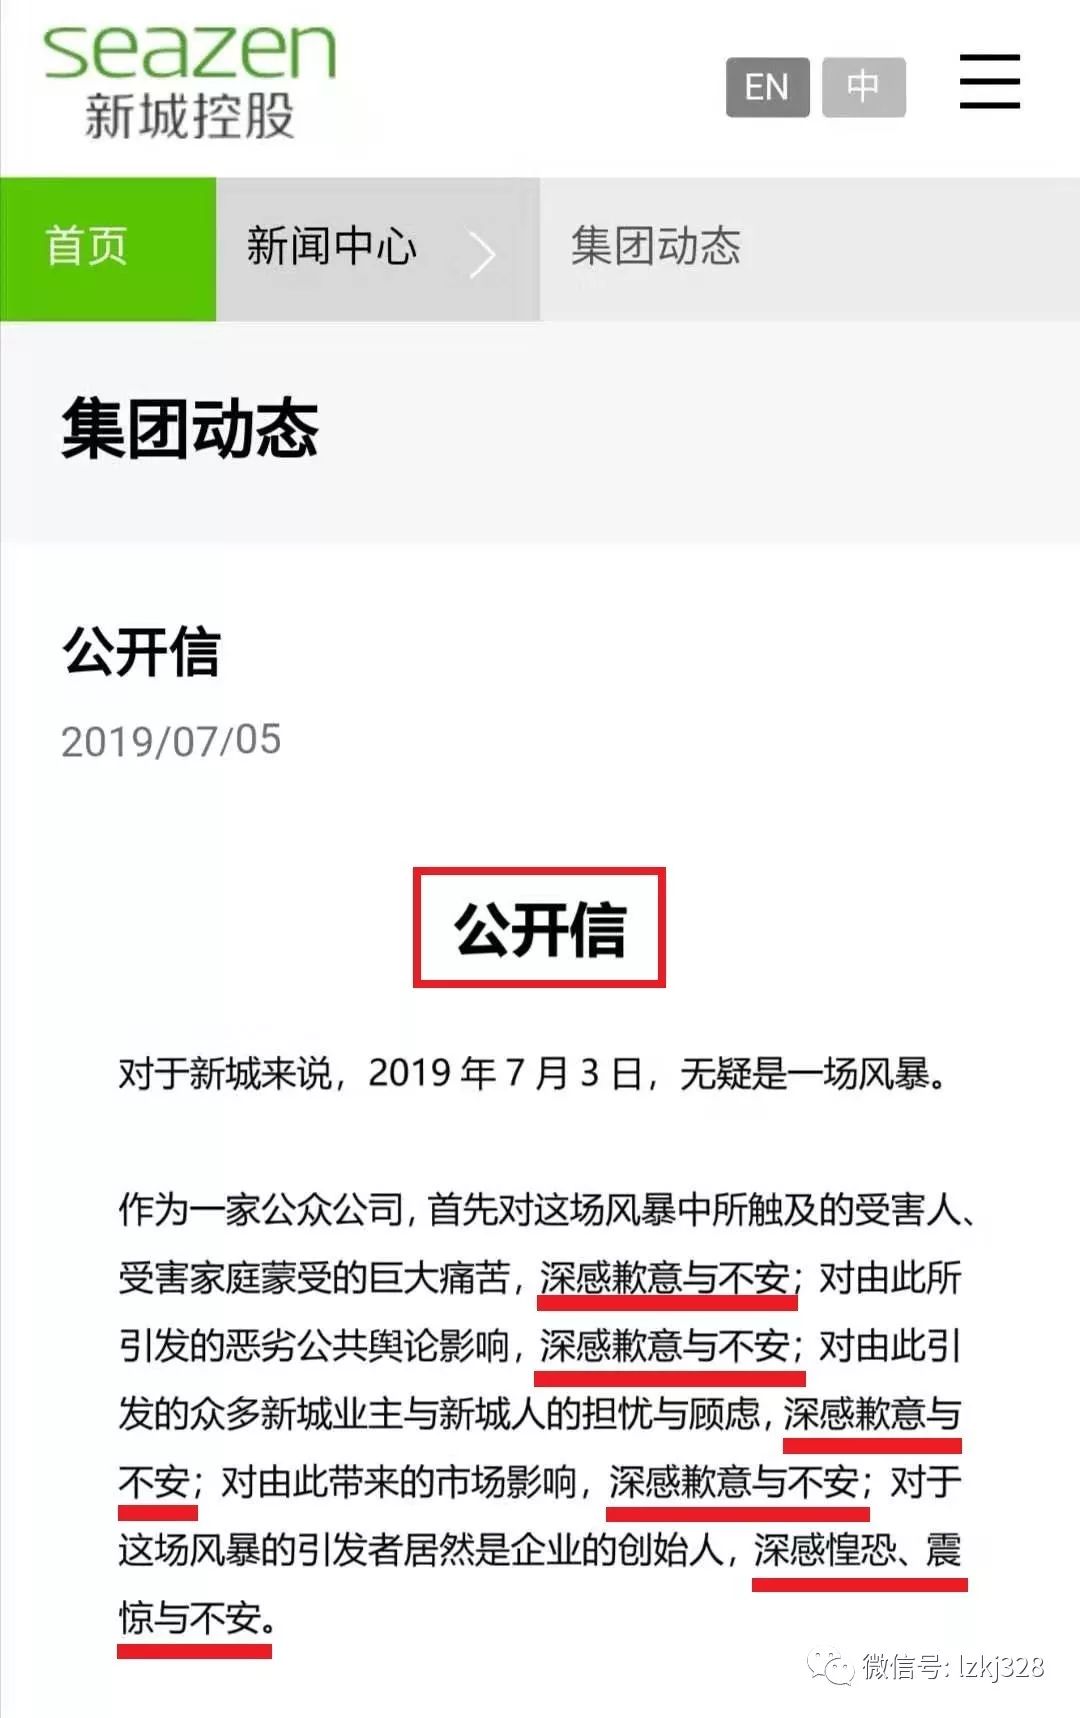 seazen
新城控股
EN 中
首页 新闻中心 集团动态
集团动态
公开信
2019/07/05
公开信
对于新城来说，2019 年 7 月 3 日，无疑是一场风暴。
作为一家公众公司，首先对这场风暴中所触及的受害人、
受害家庭蒙受的巨大痛苦，深感歉意与不安；对由此所
引发的恶劣公共舆论影响，深感歉意与不安；对由此引
发的众多新城业主与新城人的担忧与顾虑，深感歉意与
不安；对由此带来的市场影响，深感歉意与不安；对于
这场风暴的引发者居然是企业的创始人，深感惶恐、震
惊与不安。
微信号: lzkj328